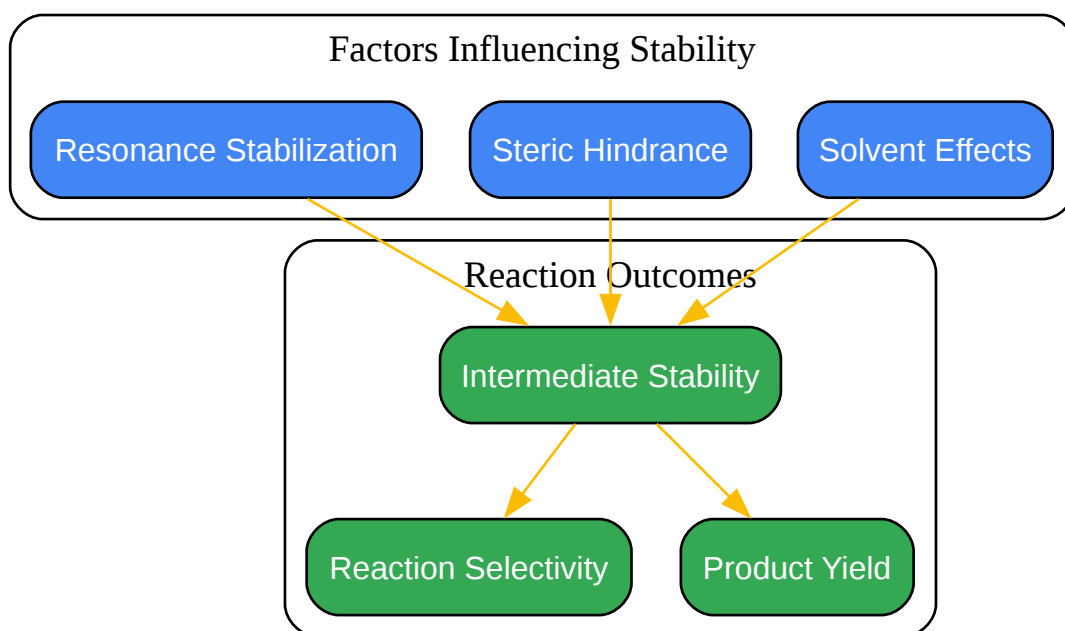 Factors Influencing Stability
Resonance Stabilization
Steric Hindrance
Solvent Effects
Reaction Outcomes
Intermediate Stability
Reaction Selectivity
Product Yield